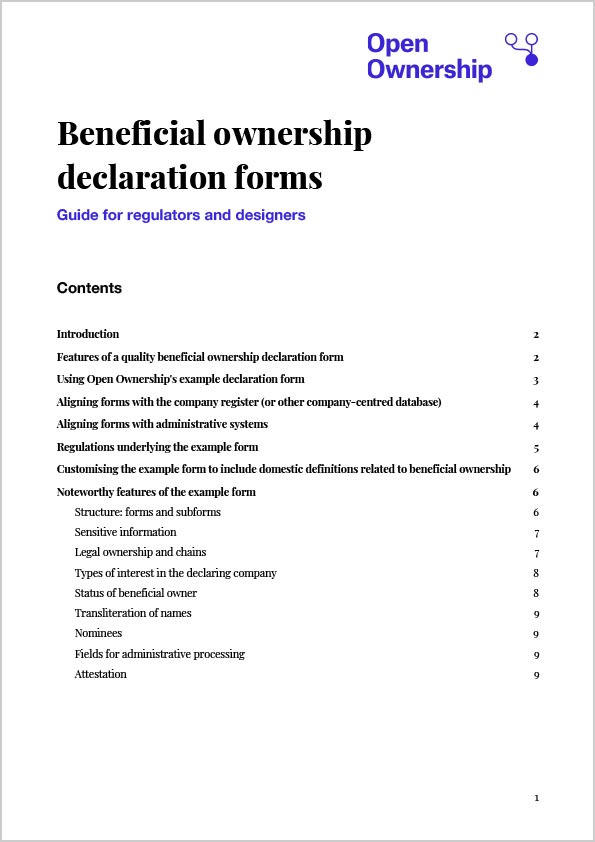 Open
Ownership
Beneficial ownership
declaration forms
Guide for regulators and designers
Contents
Introduction 2
Features of a quality beneficial ownership declaration form 2
Using Open Ownership's example declaration form 3
Aligning forms with the company register (or other company-centred database) 4
Aligning forms with administrative systems 4
Regulations underlying the example form 5
Customising the example form to include domestic definitions related to beneficial ownership 6
Noteworthy features of the example form 6
Structure: forms and subforms 6
Sensitive information 7
Legal ownership and chains 7
Types of interest in the declaring company 8
Status of beneficial owner 8
Transliteration of names 9
Nominees 9
Fields for administrative processing 9
Attestation 9
1